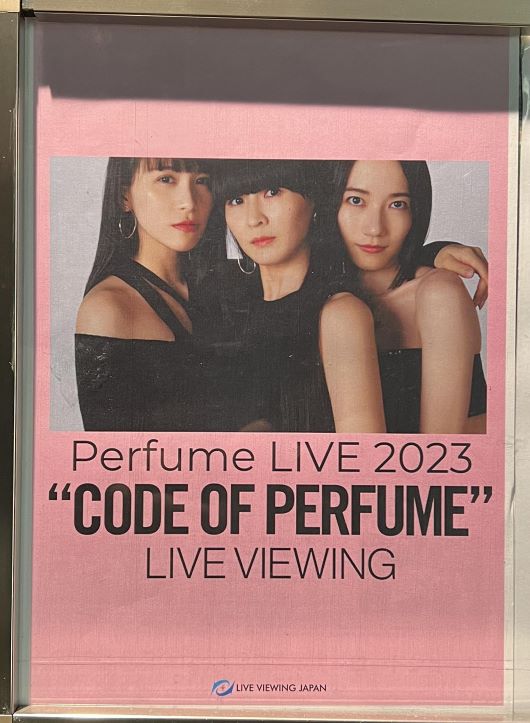 Perfume LIVE 2023
“CODE OF PERFUME”
LIVE VIEWING
LIVE VIEWING JAPAN